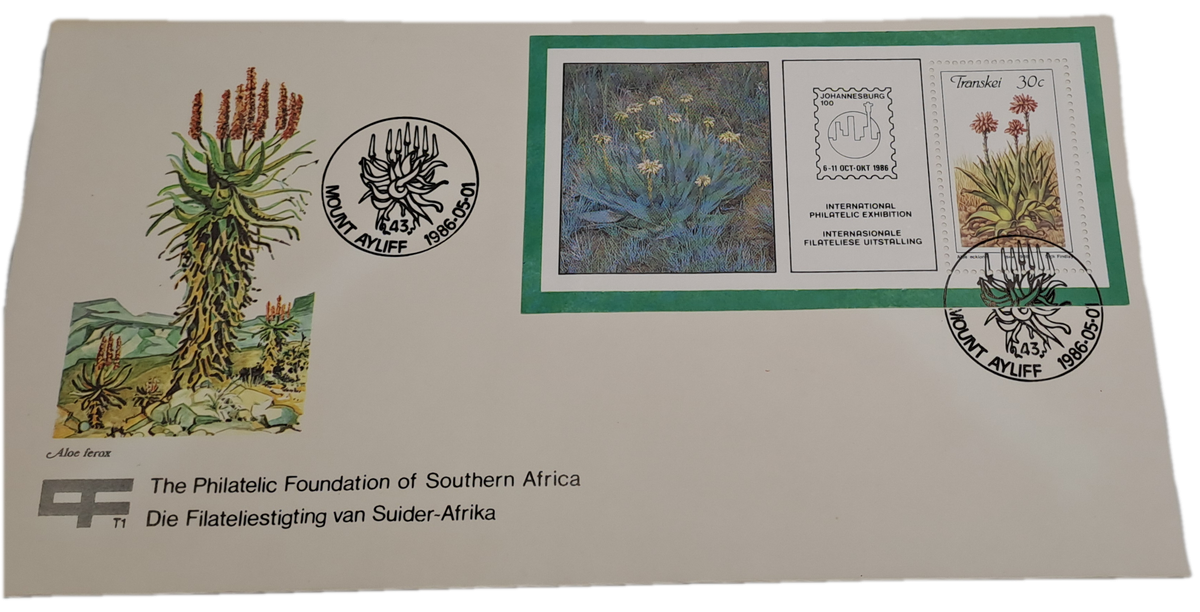 MOUNT AYLIFF 1986·05·01
43
JOHANNESBURG
100
6-11 OCT·OKT 1986
INTERNATIONAL
PHILATELIC EXHIBITION
INTERNASIONALE
FILATELIESE UITSTALLING
Transkei 30c
MOUNT AYLIFF 1986·05·01
43
Aloe ferox
The Philatelic Foundation of Southern Africa
T1 Die Filateliestigting van Suider-Afrika